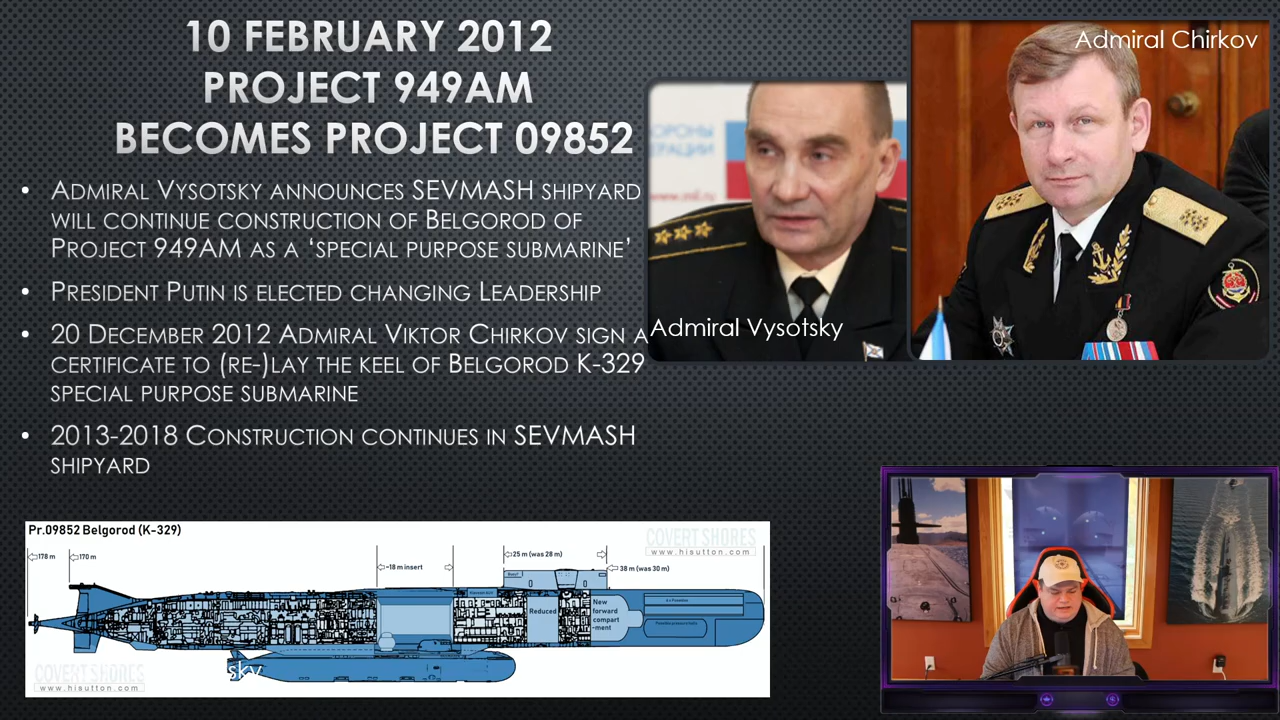 10 FEBRUARY 2012
PROJECT 949AM
BECOMES PROJECT 09852
• ADMIRAL VYSOTSKY ANNOUNCES SEVMASH SHIPYARD
WILL CONTINUE CONSTRUCTION OF BELGOROD OF
PROJECT 949AM AS A ‘SPECIAL PURPOSE SUBMARINE’
• PRESIDENT PUTIN IS ELECTED CHANGING LEADERSHIP
• 20 DECEMBER 2012 ADMIRAL VIKTOR CHIRKOV SIGN A
CERTIFICATE TO (RE-)LAY THE KEEL OF BELGOROD K-329
SPECIAL PURPOSE SUBMARINE
• 2013-2018 CONSTRUCTION CONTINUES IN SEVMASH
SHIPYARD
Admiral Vysotsky
Admiral Chirkov
Pr.09852 Belgorod (K-329)
COVERT SHORES
www.hisutton.com
178 m
170 m
~18 m insert
25 m (was 28 m)
38 m (was 30 m)
Reduced
New
forward
compart
-ment
sky
COVERT SHORES
www.hisutton.com